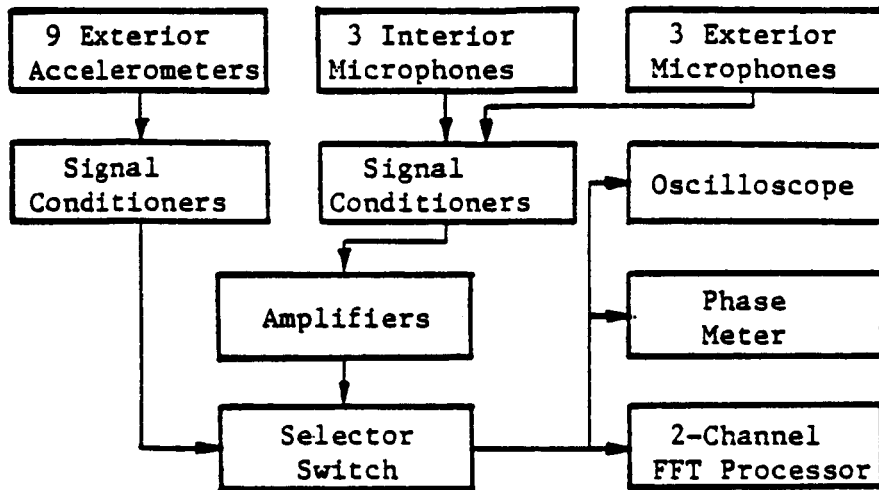 9 Exterior
Accelerometers
3 Interior
Microphones
3 Exterior
Microphones
Signal
Conditioners
Signal
Conditioners
Oscilloscope
Amplifiers
Phase
Meter
Selector
Switch
2-Channel
FFT Processor